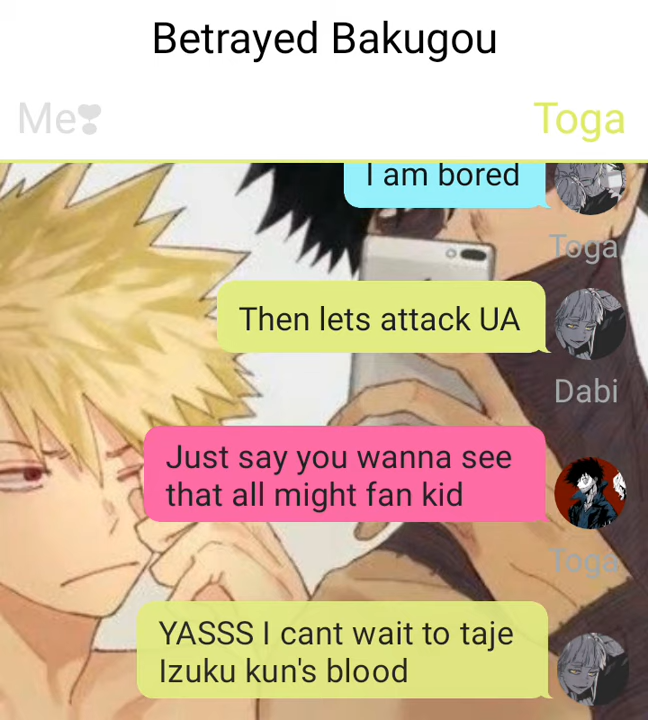 Betrayed Bakugou
Me❣
Toga
I am bored
Toga
Then lets attack UA
Dabi
Just say you wanna see
that all might fan kid
Toga
YASSS I cant wait to taje
Izuku kun's blood